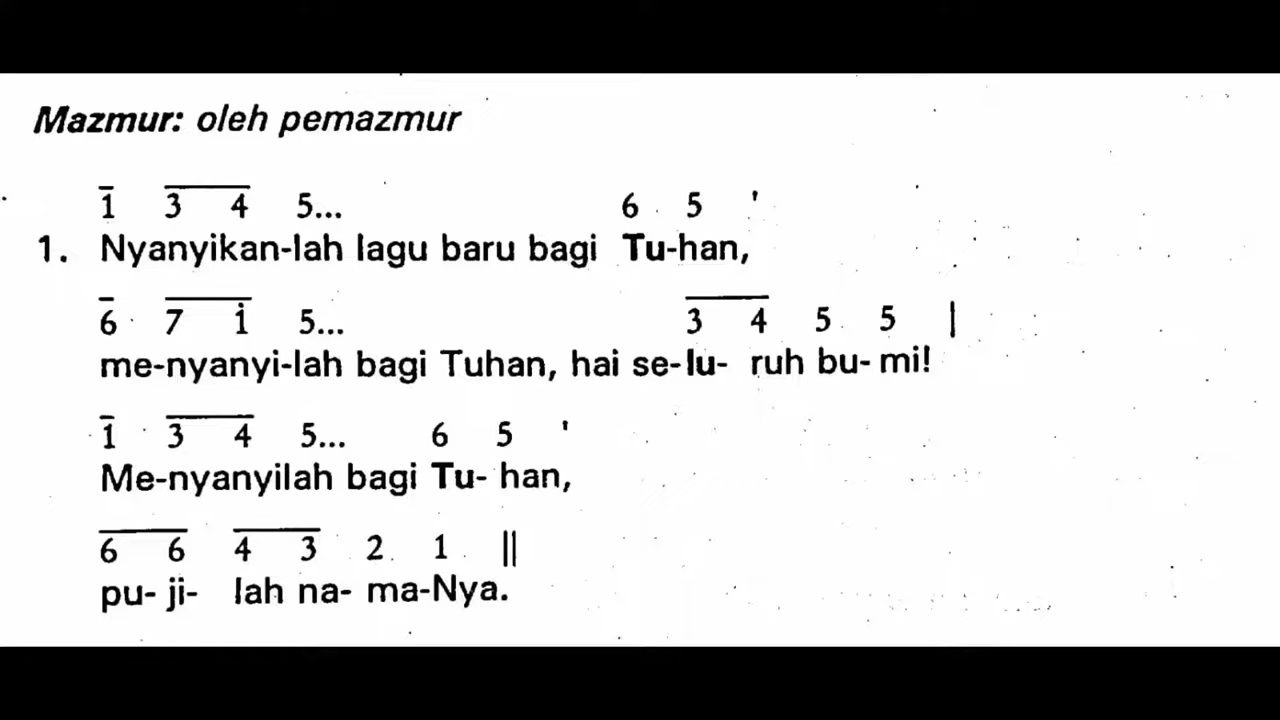 Mazmur: oleh pemazmur
1 3 4 5... 6 5 '
1. Nyanyikan-lah lagu baru bagi Tu-han,
6 7 i 5... 3 4 5 5 |
me-nyanyi-lah bagi Tuhan, hai se-lu- ruh bu- mi!
1 3 4 5... 6 5 '
Me-nyanyilah bagi Tu- han,
6 6 4 3 2 1 ||
pu- ji- lah na- ma-Nya.